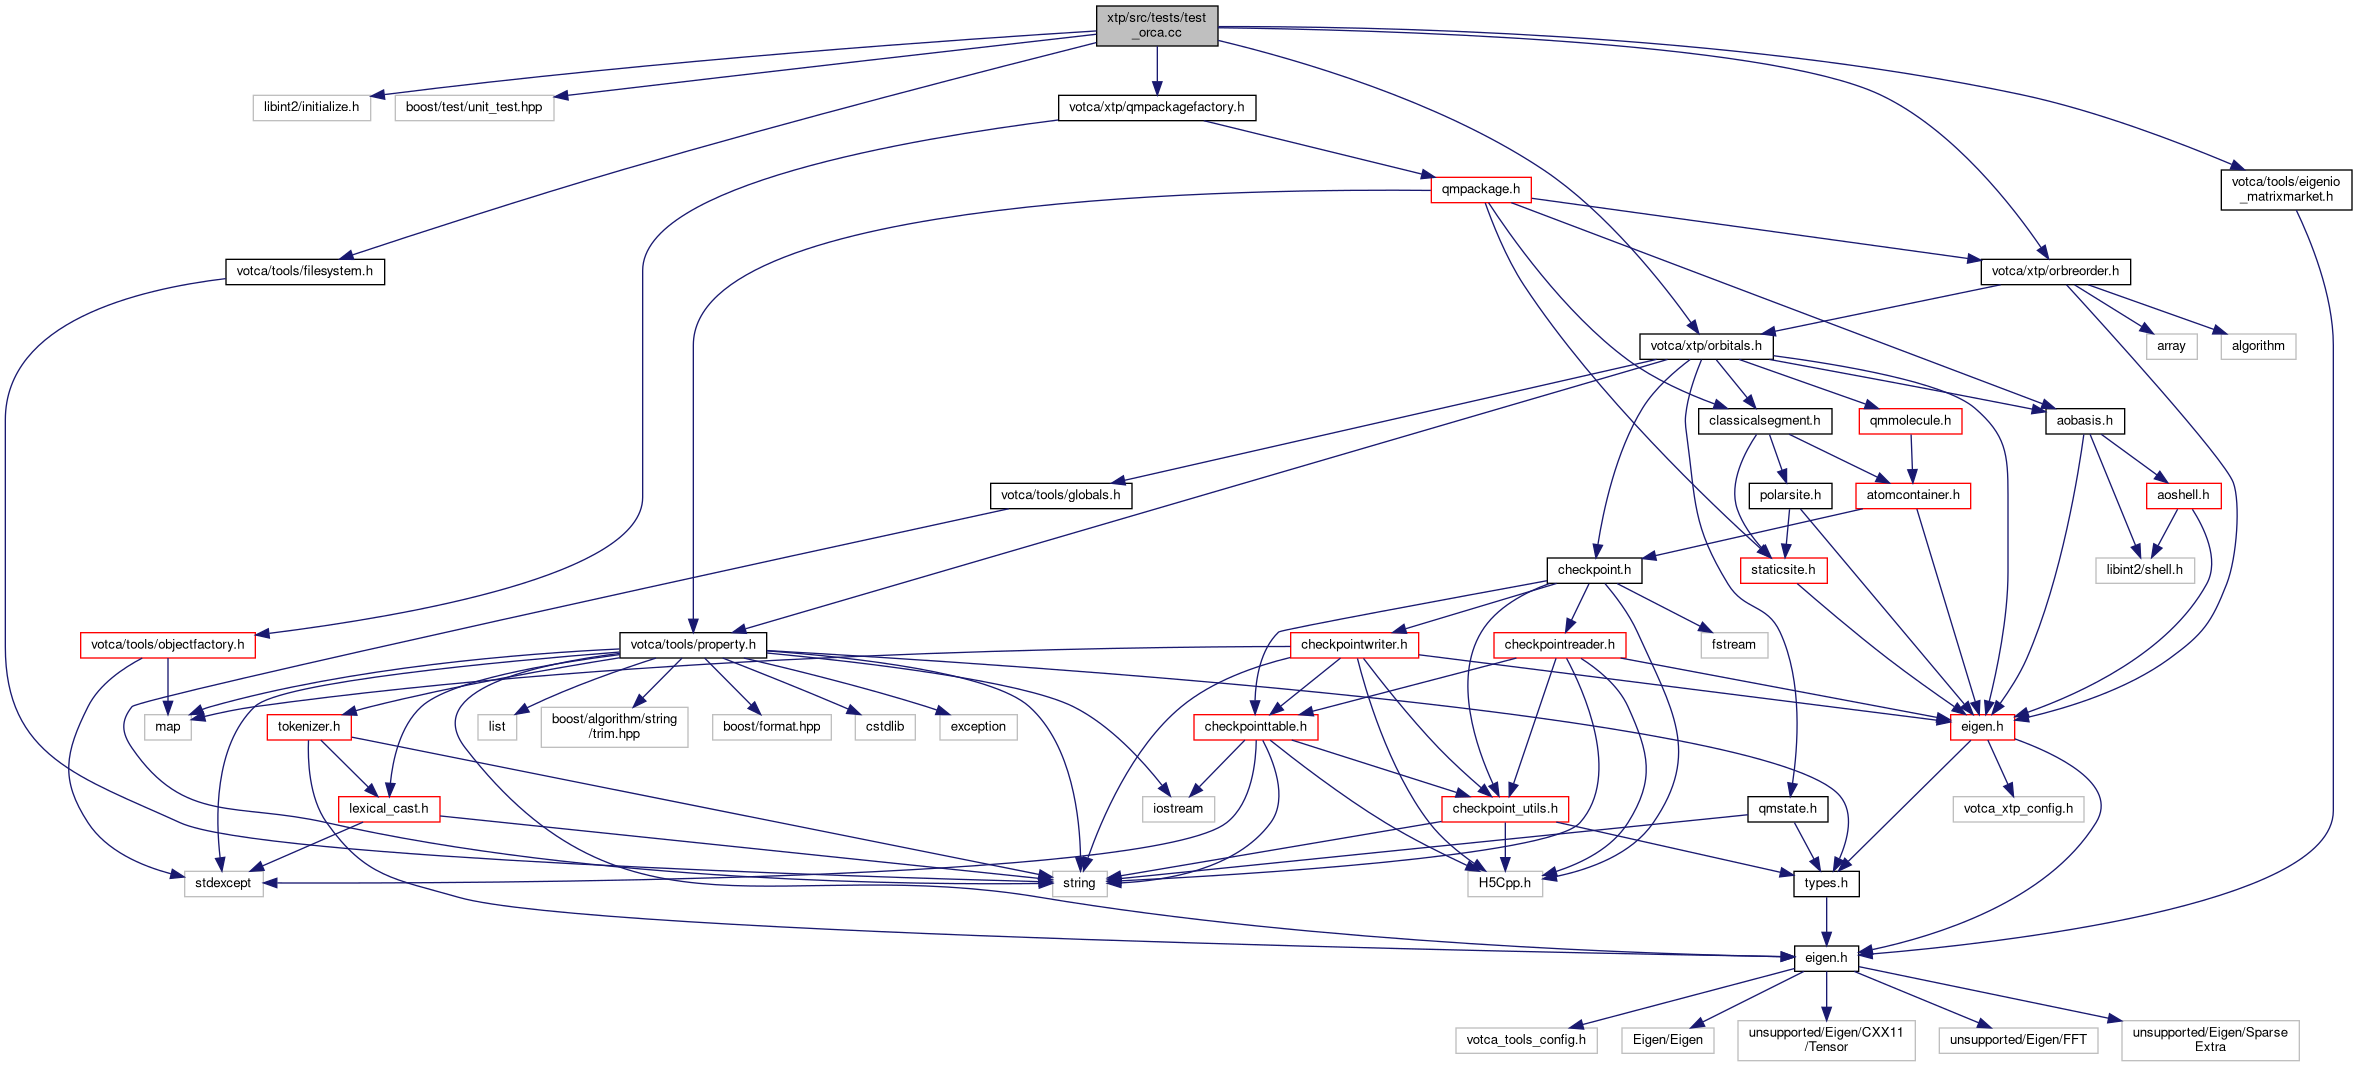 xtp/src/tests/test
_orca.cc
libint2/initialize.h
boost/test/unit_test.hpp
votca/xtp/qmpackagefactory.h
qmpackage.h
votca/tools/eigenio
_matrixmarket.h
votca/tools/filesystem.h
votca/xtp/orbreorder.h
votca/xtp/orbitals.h
array
algorithm
classicalsegment.h
qmmolecule.h
aobasis.h
votca/tools/globals.h
polarsite.h
atomcontainer.h
aoshell.h
checkpoint.h
staticsite.h
libint2/shell.h
votca/tools/objectfactory.h
votca/tools/property.h
checkpointwriter.h
checkpointreader.h
fstream
map
tokenizer.h
list
boost/algorithm/string
/trim.hpp
boost/format.hpp
cstdlib
exception
checkpointtable.h
eigen.h
lexical_cast.h
iostream
checkpoint_utils.h
qmstate.h
votca_xtp_config.h
stdexcept
string
H5Cpp.h
types.h
eigen.h
votca_tools_config.h
Eigen/Eigen
unsupported/Eigen/CXX11
/Tensor
unsupported/Eigen/FFT
unsupported/Eigen/Sparse
Extra